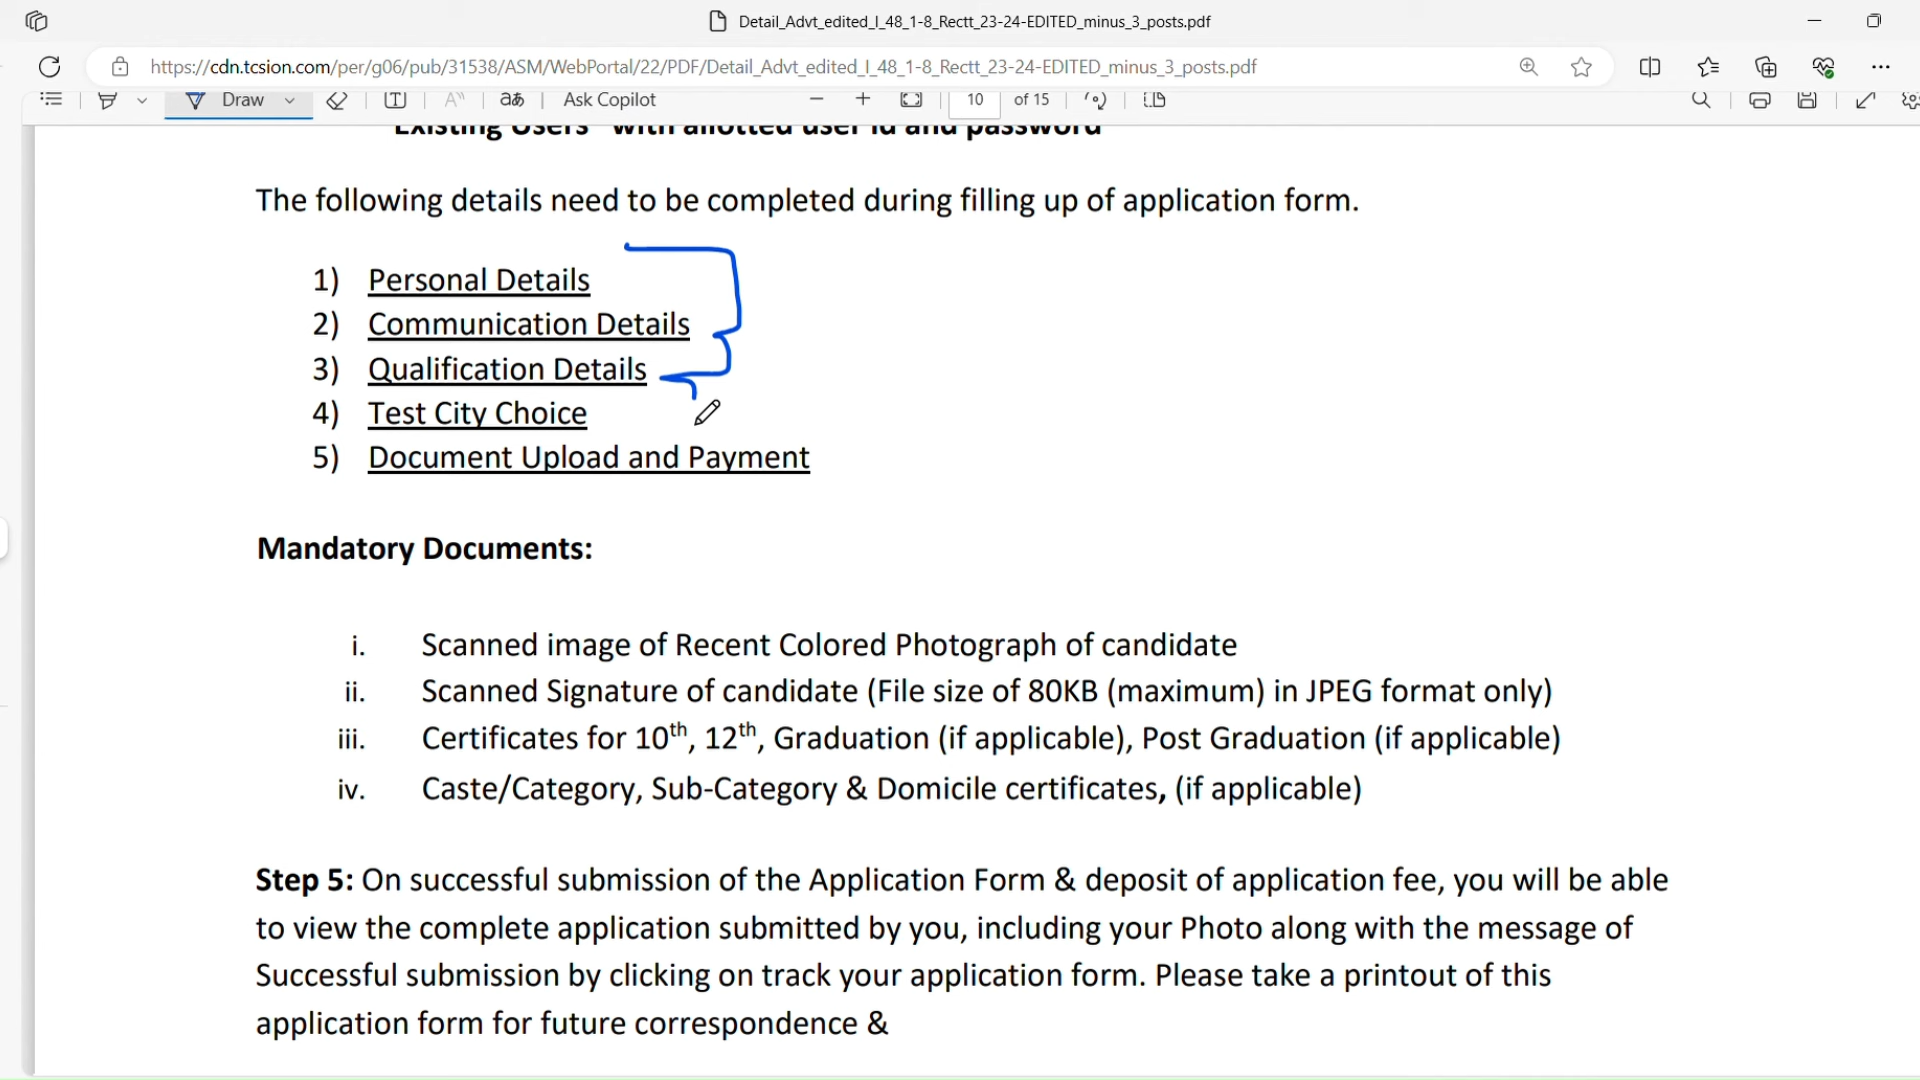 Detail_Advt_edited_I_48_1-8_Rectt_23-24-EDITED_minus_3_posts.pdf
https://cdn.tcsion.com/per/g06/pub/31538/ASM/WebPortal/22/PDF/Detail_Advt_edited_I_48_1-8_Rectt_23-24-EDITED_minus_3_posts.pdf
Draw Ask Copilot 10 of 15
"Existing Users" with allotted user id and password
The following details need to be completed during filling up of application form.
1) Personal Details
2) Communication Details
3) Qualification Details
4) Test City Choice
5) Document Upload and Payment
Mandatory Documents:
i. Scanned image of Recent Colored Photograph of candidate
ii. Scanned Signature of candidate (File size of 80KB (maximum) in JPEG format only)
iii. Certificates for 10th, 12th, Graduation (if applicable), Post Graduation (if applicable)
iv. Caste/Category, Sub-Category & Domicile certificates, (if applicable)
Step 5: On successful submission of the Application Form & deposit of application fee, you will be able
to view the complete application submitted by you, including your Photo along with the message of
Successful submission by clicking on track your application form. Please take a printout of this
application form for future correspondence &